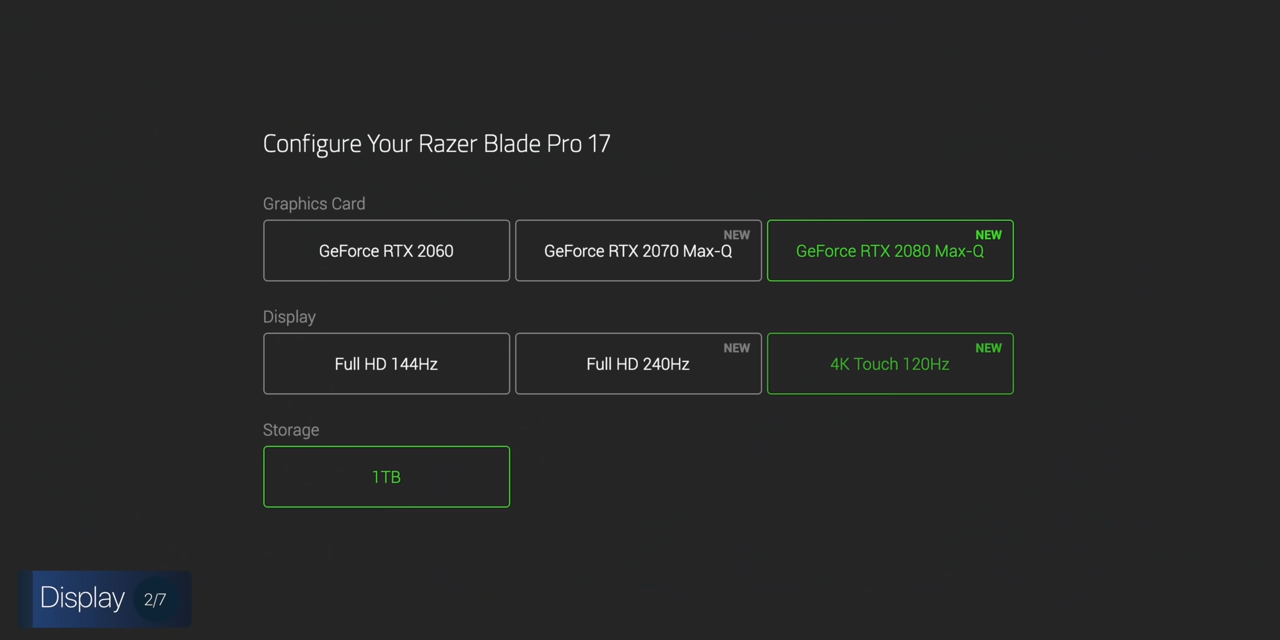 Configure Your Razer Blade Pro 17
Graphics Card
GeForce RTX 2060
NEW
GeForce RTX 2070 Max-Q
NEW
GeForce RTX 2080 Max-Q
Display
Full HD 144Hz
NEW
Full HD 240Hz
NEW
4K Touch 120Hz
Storage
1TB
Display 2/7